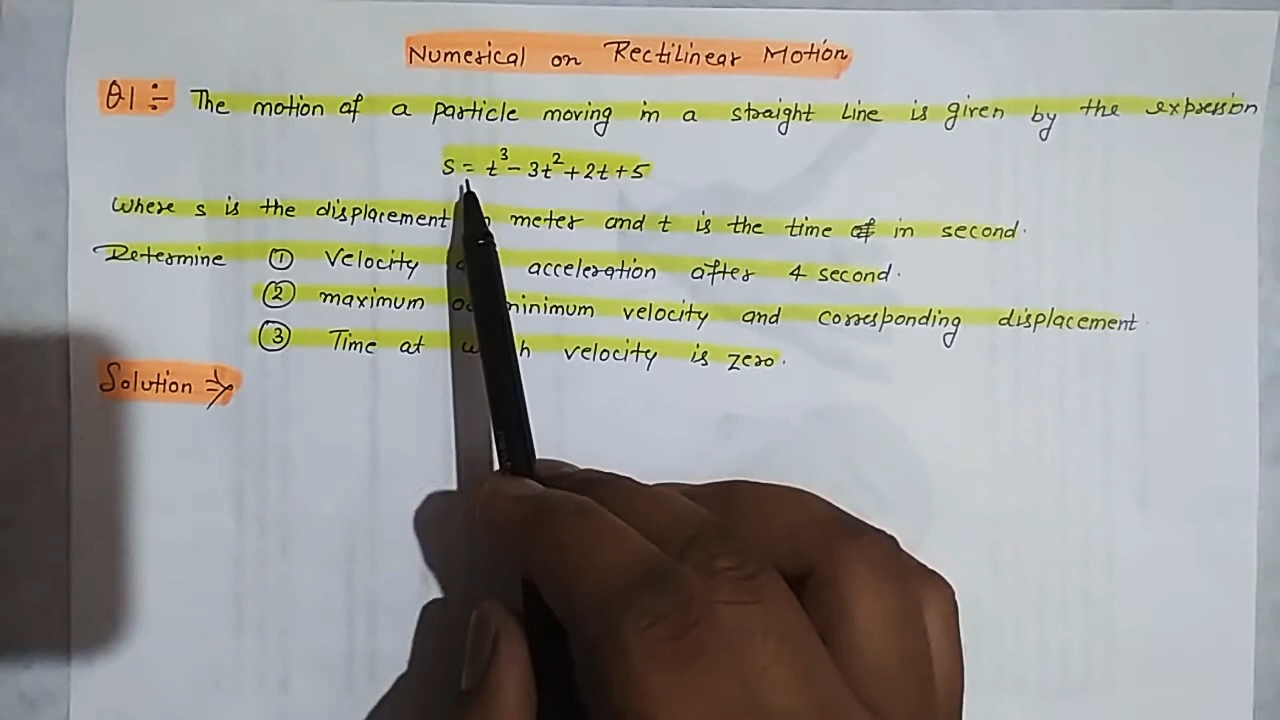 Numerical on Rectilinear Motion
Q1:- The motion of a particle moving in a straight Line is given by the expression
S = t³ - 3t² + 2t + 5
Where s is the displacement meter and t is the time of in second.
Determine ① Velocity acceleration after 4 second.
② maximum minimum velocity and corresponding displacement
③ Time at velocity is zero.
Solution ⇒